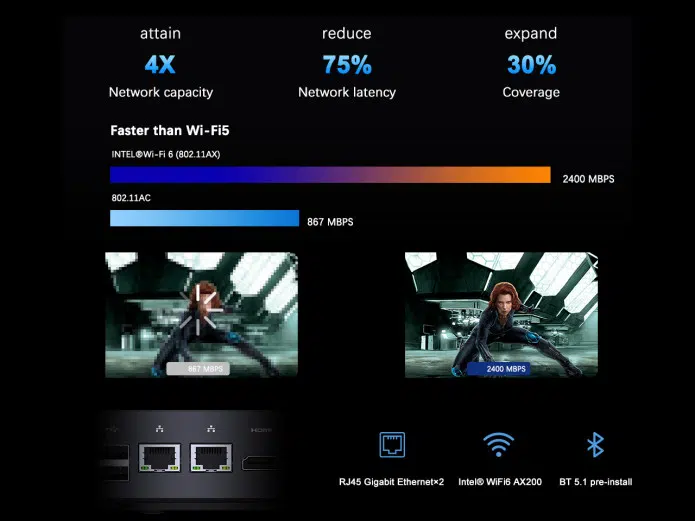 attain
reduce
expand
4X
75%
30%
Network capacity
Network latency
Coverage
Faster than Wi-Fi5
INTEL®Wi-Fi 6 (802.11AX)
2400 MBPS
802.11AC
867 MBPS
867 MBPS
2400 MBPS
HDMI
RJ45 Gigabit Ethernet×2
Intel® WiFi6 AX200
BT 5.1 pre-install